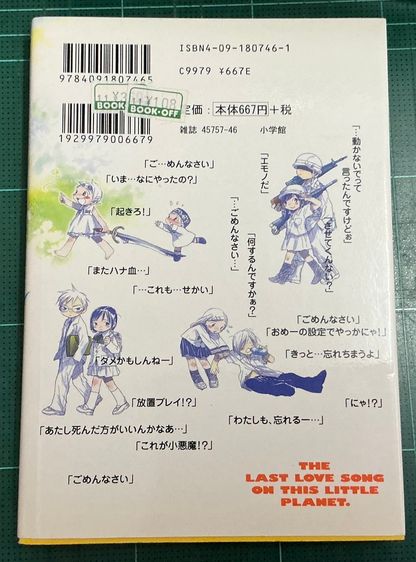 ISBN4-09-180746-1
9784091807465
C9979 ¥667E
BOOK・OFF
¥108
BOOK・OFF
定価：本体667円＋税
1929979006679
雑誌 45757-46 小学館
「ご…めんなさい」
「いま…なにやったの？」
「起きろ！」
「またハナ血…」
「…これも…せかい」
「…動かないでって
言ったんですけどぉ」
「させてくんない？」
「エモノだ」
「…ごめんなさい…」
「何するんですかぁ？」
「ごめんなさい」
「おめーの設定でやっかにゃ！」
「きっと…忘れちまうよ」
「ダメかもしんねー」
「にゃ！？」
「放置プレイ！？」
「わたしも、忘れるー…」
「あたし死んだ方がいいんかなあ…」
「これが小悪魔！？」
「ごめんなさい」
THE
LAST LOVE SONG
ON THIS LITTLE
PLANET.